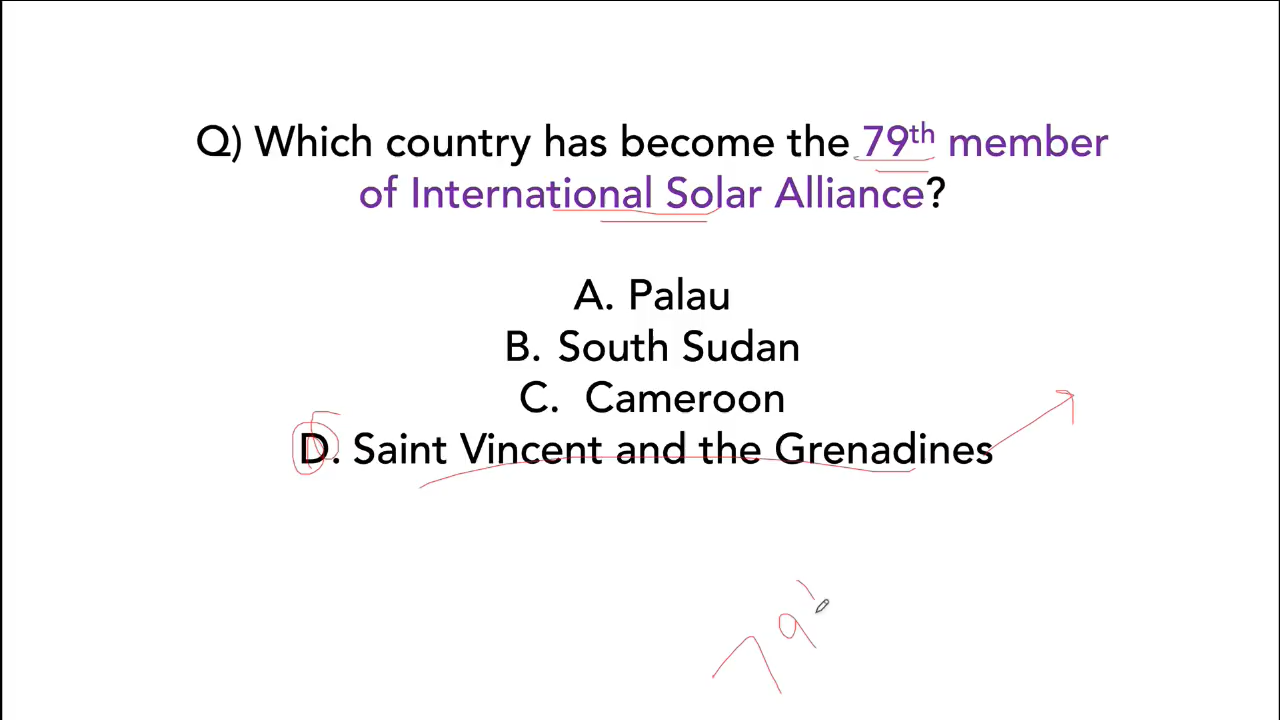 Q) Which country has become the 79th member
of International Solar Alliance?
A. Palau
B. South Sudan
C. Cameroon
D. Saint Vincent and the Grenadines
79